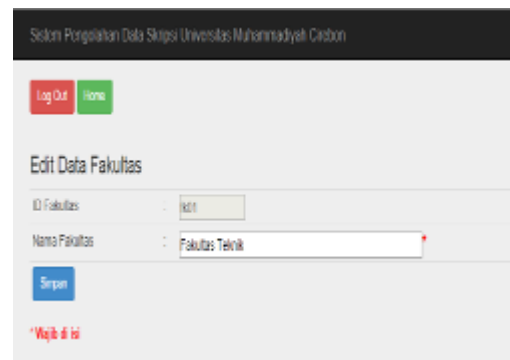 Sistem Pengolahan Data Skripsi Universitas Muhammadiyah Cirebon
Log Out Home
Edit Data Fakultas
ID Fakultas :
Nama Fakultas : Fakultas Teknik *
Simpan
*Wajib di isi